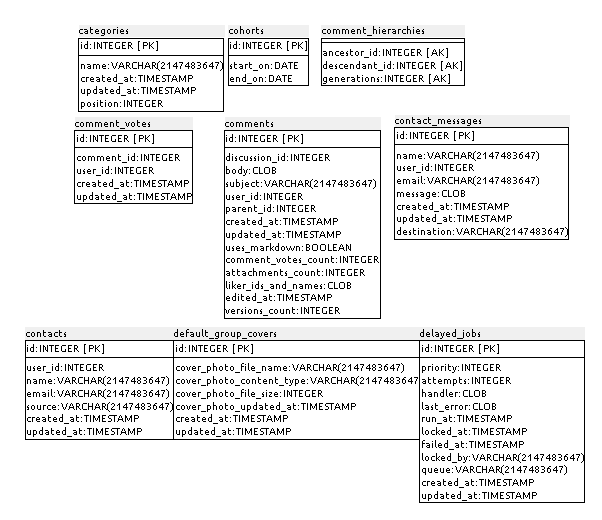 categories
id:INTEGER [PK]
name:VARCHAR(2147483647)
created_at:TIMESTAMP
updated_at:TIMESTAMP
position:INTEGER
cohorts
id:INTEGER [PK]
start_on:DATE
end_on:DATE
comment_hierarchies
ancestor_id:INTEGER [AK]
descendant_id:INTEGER [AK]
generations:INTEGER [AK]
comment_votes
id:INTEGER [PK]
comment_id:INTEGER
user_id:INTEGER
created_at:TIMESTAMP
updated_at:TIMESTAMP
comments
id:INTEGER [PK]
discussion_id:INTEGER
body:CLOB
subject:VARCHAR(2147483647)
user_id:INTEGER
parent_id:INTEGER
created_at:TIMESTAMP
updated_at:TIMESTAMP
uses_markdown:BOOLEAN
comment_votes_count:INTEGER
attachments_count:INTEGER
liker_ids_and_names:CLOB
edited_at:TIMESTAMP
versions_count:INTEGER
contact_messages
id:INTEGER [PK]
name:VARCHAR(2147483647)
user_id:INTEGER
email:VARCHAR(2147483647)
message:CLOB
created_at:TIMESTAMP
updated_at:TIMESTAMP
destination:VARCHAR(2147483647)
contacts
id:INTEGER [PK]
user_id:INTEGER
name:VARCHAR(2147483647)
email:VARCHAR(2147483647)
source:VARCHAR(2147483647)
created_at:TIMESTAMP
updated_at:TIMESTAMP
default_group_covers
id:INTEGER [PK]
cover_photo_file_name:VARCHAR(2147483647)
cover_photo_content_type:VARCHAR(2147483647)
cover_photo_file_size:INTEGER
cover_photo_updated_at:TIMESTAMP
created_at:TIMESTAMP
updated_at:TIMESTAMP
delayed_jobs
id:INTEGER [PK]
priority:INTEGER
attempts:INTEGER
handler:CLOB
last_error:CLOB
run_at:TIMESTAMP
locked_at:TIMESTAMP
failed_at:TIMESTAMP
locked_by:VARCHAR(2147483647)
queue:VARCHAR(2147483647)
created_at:TIMESTAMP
updated_at:TIMESTAMP